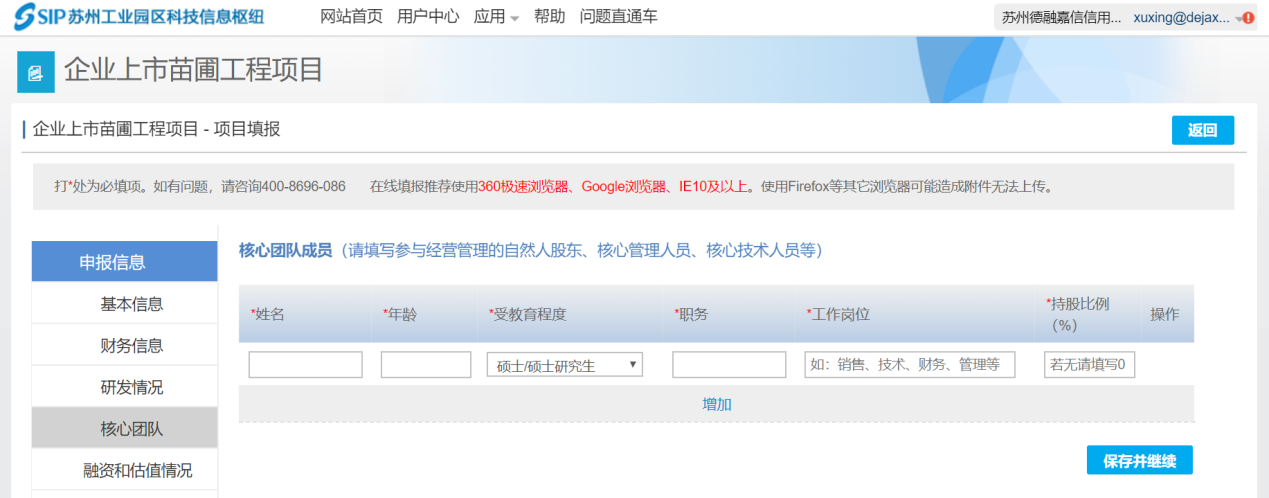 SIP 苏州工业园区科技信息枢纽 网站首页 用户中心 应用 帮助 问题直通车 苏州德融嘉信信用... xuxing@dejax...
企业上市苗圃工程项目
企业上市苗圃工程项目 - 项目填报 返回
打*处为必填项。如有问题，请咨询400-8696-086 在线填报推荐使用360极速浏览器、Google浏览器、IE10及以上。使用Firefox等其它浏览器可能造成附件无法上传。
核心团队成员（请填写参与经营管理的自然人股东、核心管理人员、核心技术人员等）
申报信息
基本信息
财务信息
研发情况
核心团队
融资和估值情况
*姓名 *年龄 *受教育程度 *职务 *工作岗位 *持股比例（%） 操作
硕士/硕士研究生 如：销售、技术、财务、管理等 若无请填写0
增加
保存并继续